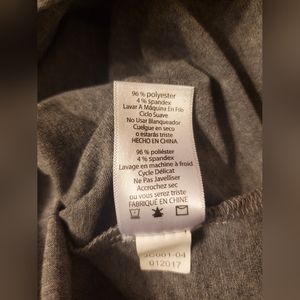 96 % polyester
4 % spandex
Lavar A Máquina En Frío
Ciclo Suave
No Usar Blanqueador
Cuelgue en seco
o estarás triste
HECHO EN CHINA
96 % poliéster
4 % spandex
Lavage en machine à froid
Cycle Délicat
Ne Pas Javelliser
Accrochez sec
ou vous serez triste
FABRIQUÉ EN CHINE
012017